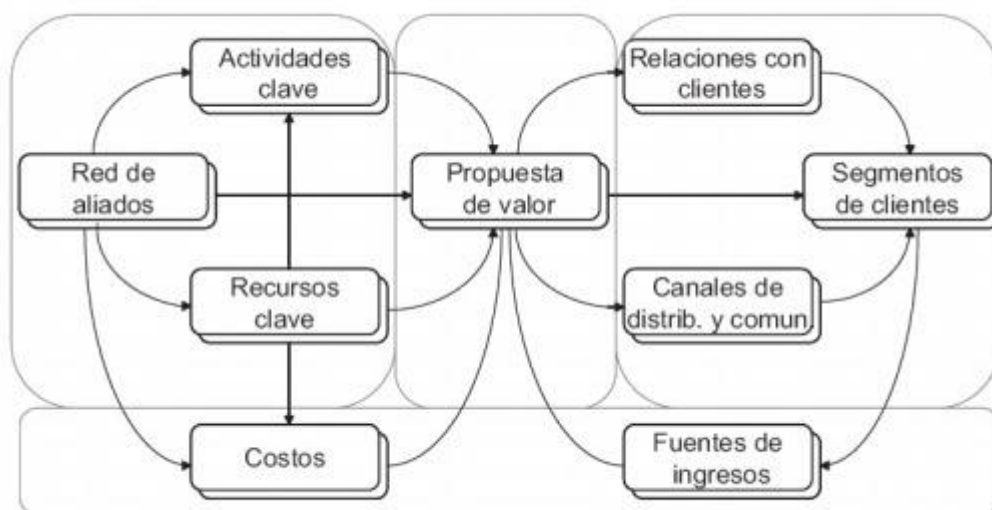 Actividades
clave
Relaciones con
clientes
Red de
aliados
Propuesta
de valor
Segmentos
de clientes
Recursos
clave
Canales de
distrib. y comun.
Costos
Fuentes de
ingresos